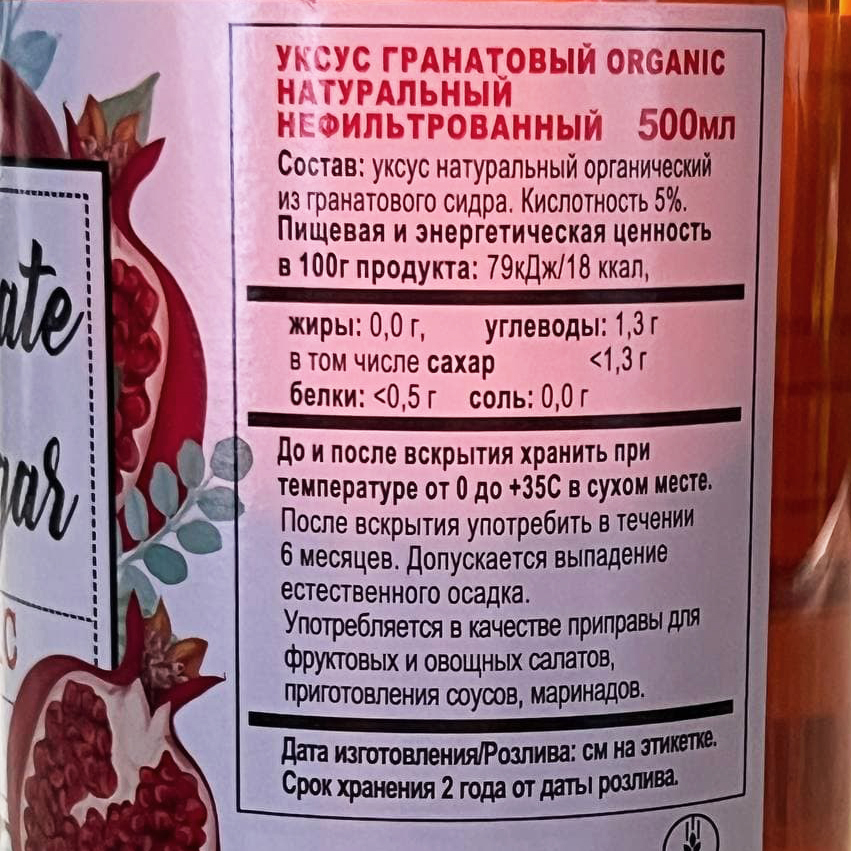 УКСУС ГРАНАТОВЫЙ ORGANIC
НАТУРАЛЬНЫЙ
НЕФИЛЬТРОВАННЫЙ 500МЛ
Состав: уксус натуральный органический
из гранатового сидра. Кислотность 5%.
Пищевая и энергетическая ценность
в 100г продукта: 79кДж/18 ккал,
жиры: 0,0 г, углеводы: 1,3 г
в том числе сахар <1,3 г
белки: <0,5 г соль: 0,0 г
До и после вскрытия хранить при
температуре от 0 до +35С в сухом месте.
После вскрытия употребить в течении
6 месяцев. Допускается выпадение
естественного осадка.
Употребляется в качестве приправы для
фруктовых и овощных салатов,
приготовления соусов, маринадов.
Дата изготовления/Розлива: см на этикетке.
Срок хранения 2 года от даты розлива.